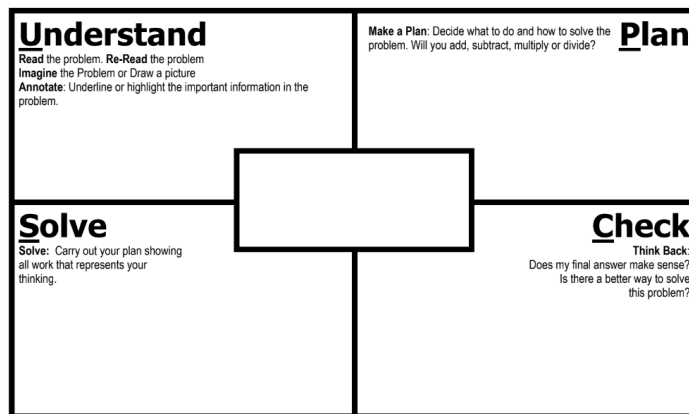 Understand
Read the problem. Re-Read the problem
Imagine the Problem or Draw a picture
Annotate: Underline or highlight the important information in the
problem.
Plan
Make a Plan: Decide what to do and how to solve the
problem. Will you add, subtract, multiply or divide?
Solve
Solve: Carry out your plan showing
all work that represents your
thinking.
Check
Think Back:
Does my final answer make sense?
Is there a better way to solve
this problem?